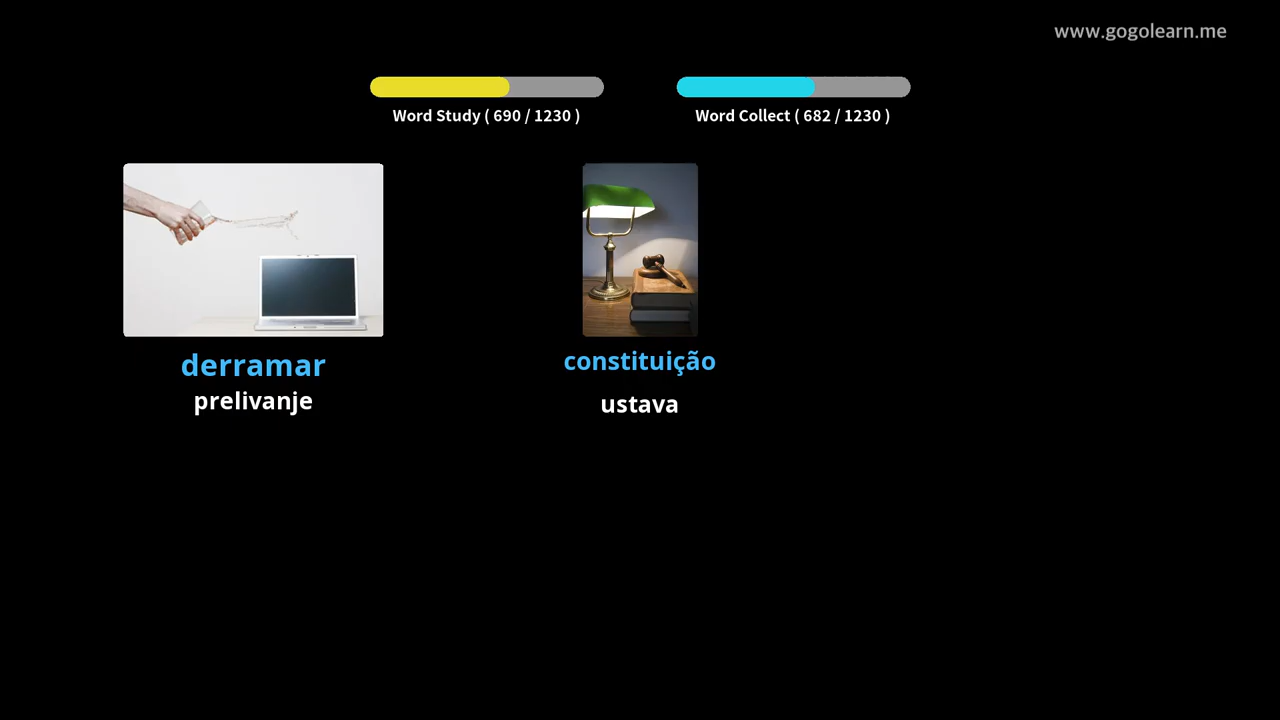 www.gogolearn.me
Word Study ( 690 / 1230 )
Word Collect ( 682 / 1230 )
derramar
prelivanje
constituição
ustava